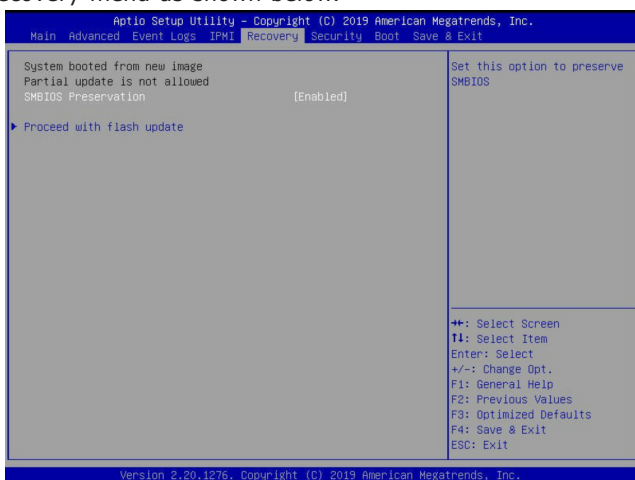 ecovery menu as shown below.
Aptio Setup Utility – Copyright (C) 2019 American Megatrends, Inc.
Main Advanced Event Logs IPMI Recovery Security Boot Save & Exit
System booted from new image
Partial update is not allowed
SMBIOS Preservation [Enabled]
▶ Proceed with flash update
Set this option to preserve
SMBIOS
→←: Select Screen
↑↓: Select Item
Enter: Select
+/-: Change Opt.
F1: General Help
F2: Previous Values
F3: Optimized Defaults
F4: Save & Exit
ESC: Exit
Version 2.20.1276. Copyright (C) 2019 American Megatrends, Inc.